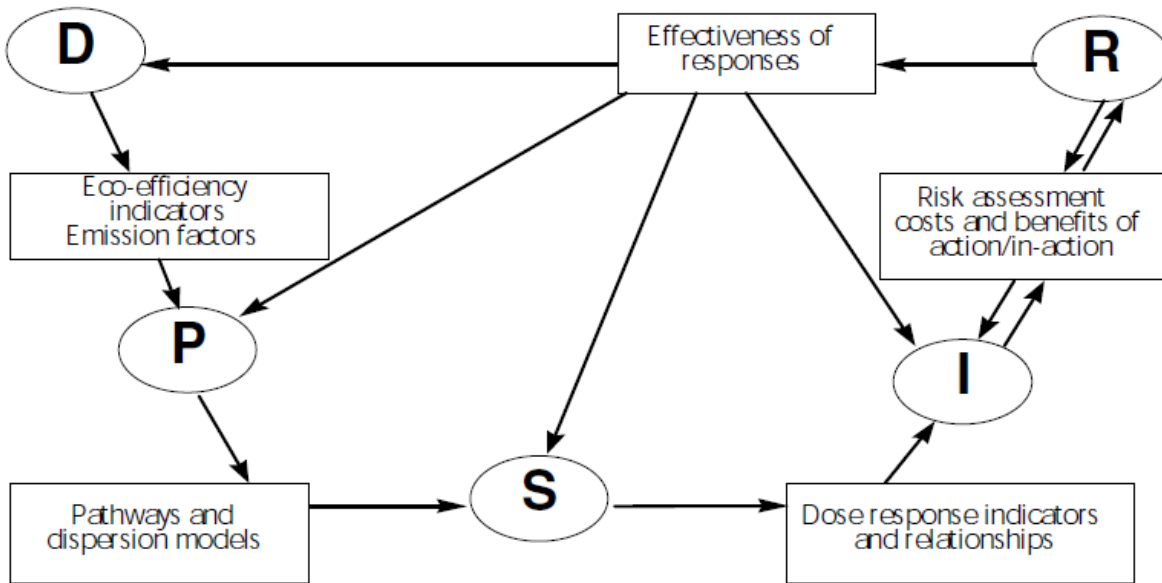 D
Effectiveness of
responses
R
Eco-efficiency
indicators
Emission factors
Risk assessment
costs and benefits of
action/in-action
P
I
S
Pathways and
dispersion models
Dose response indicators
and relationships